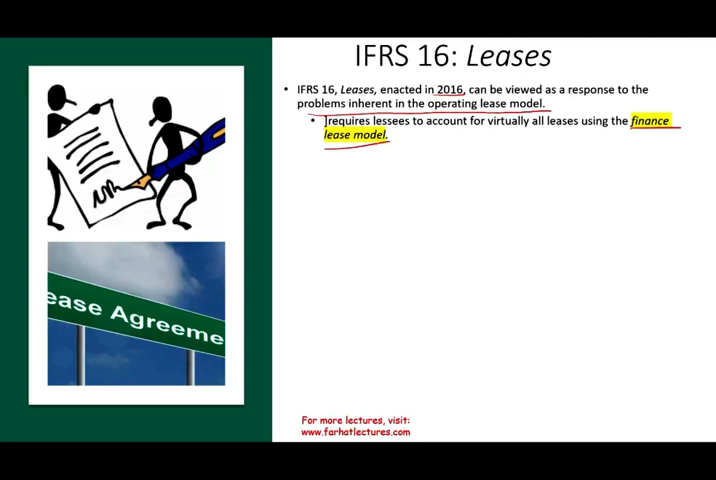 IFRS 16: Leases
• IFRS 16, Leases, enacted in 2016, can be viewed as a response to the
problems inherent in the operating lease model.
• requires lessees to account for virtually all leases using the finance
lease model.
ease Agreeme
For more lectures, visit:
www.farhatlectures.com